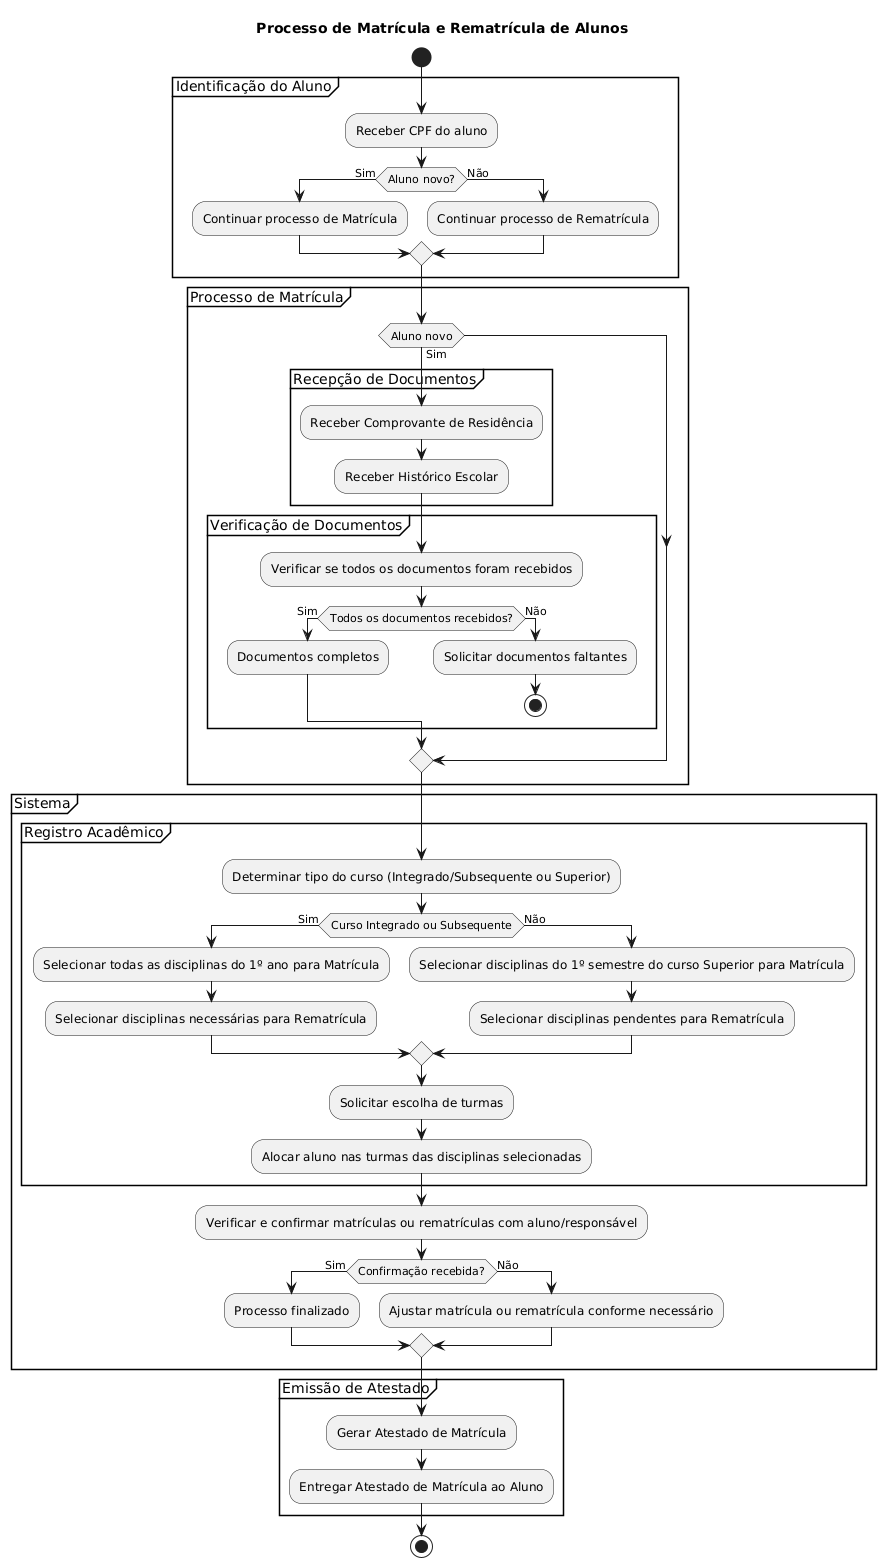 Processo de Matrícula e Rematrícula de Alunos
Identificação do Aluno
Receber CPF do aluno
Sim
Aluno novo?
Não
Continuar processo de Matrícula
Continuar processo de Rematrícula
Processo de Matrícula
Aluno novo
Sim
Recepção de Documentos
Receber Comprovante de Residência
Receber Histórico Escolar
Verificação de Documentos
Verificar se todos os documentos foram recebidos
Sim
Todos os documentos recebidos?
Não
Documentos completos
Solicitar documentos faltantes
Sistema
Registro Acadêmico
Determinar tipo do curso (Integrado/Subsequente ou Superior)
Sim
Curso Integrado ou Subsequente
Não
Selecionar todas as disciplinas do 1º ano para Matrícula
Selecionar disciplinas do 1º semestre do curso Superior para Matrícula
Selecionar disciplinas necessárias para Rematrícula
Selecionar disciplinas pendentes para Rematrícula
Solicitar escolha de turmas
Alocar aluno nas turmas das disciplinas selecionadas
Verificar e confirmar matrículas ou rematrículas com aluno/responsável
Sim
Confirmação recebida?
Não
Processo finalizado
Ajustar matrícula ou rematrícula conforme necessário
Emissão de Atestado
Gerar Atestado de Matrícula
Entregar Atestado de Matrícula ao Aluno